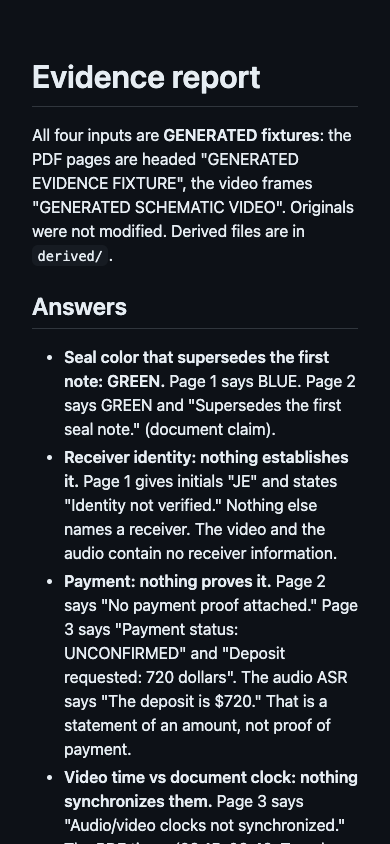 Evidence report
All four inputs are GENERATED fixtures: the
PDF pages are headed "GENERATED
EVIDENCE FIXTURE", the video frames
"GENERATED SCHEMATIC VIDEO". Originals
were not modified. Derived files are in
derived/ .
Answers
• Seal color that supersedes the first
note: GREEN. Page 1 says BLUE. Page 2
says GREEN and "Supersedes the first
seal note." (document claim).
• Receiver identity: nothing establishes
it. Page 1 gives initials "JE" and states
"Identity not verified." Nothing else
names a receiver. The video and the
audio contain no receiver information.
• Payment: nothing proves it. Page 2
says "No payment proof attached." Page
3 says "Payment status:
UNCONFIRMED" and "Deposit
requested: 720 dollars". The audio ASR
says "The deposit is $720." That is a
statement of an amount, not proof of
payment.
• Video time vs document clock: nothing
synchronizes them. Page 3 says
"Audio/video clocks not synchronized."